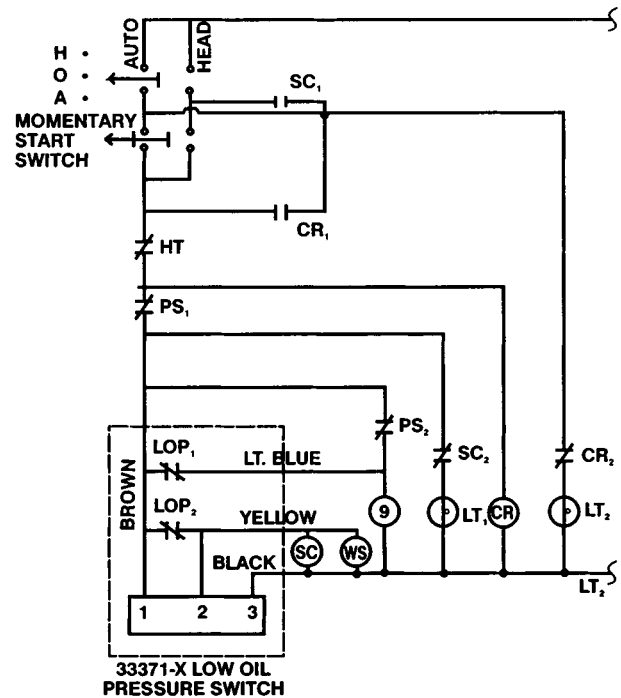 AUTO
HEAD
H •
O •
A •
SC₁
MOMENTARY
START
SWITCH
CR₁
HT
PS₁
PS₂
SC₂
CR₂
LOP₁
LT. BLUE
BROWN
LOP₂
YELLOW
9
LT₁
CR
LT₂
SC
WS
BLACK
LT₂
1 2 3
33371-X LOW OIL
PRESSURE SWITCH